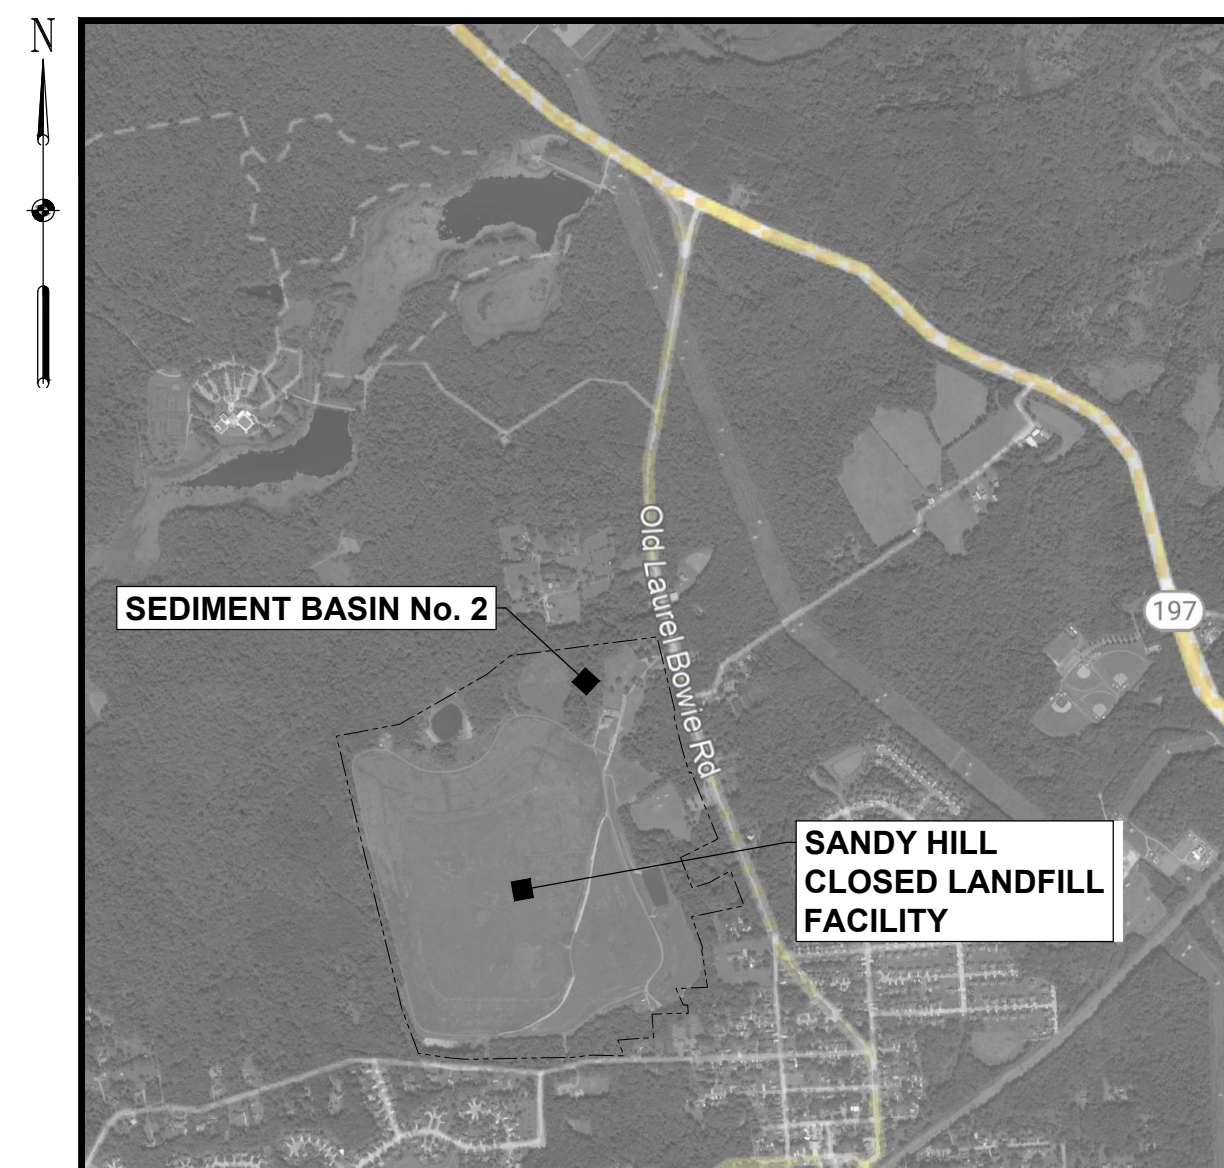 N
Old Laurel Bowie Rd
SEDIMENT BASIN No. 2
197
SANDY HILL
CLOSED LANDFILL
FACILITY